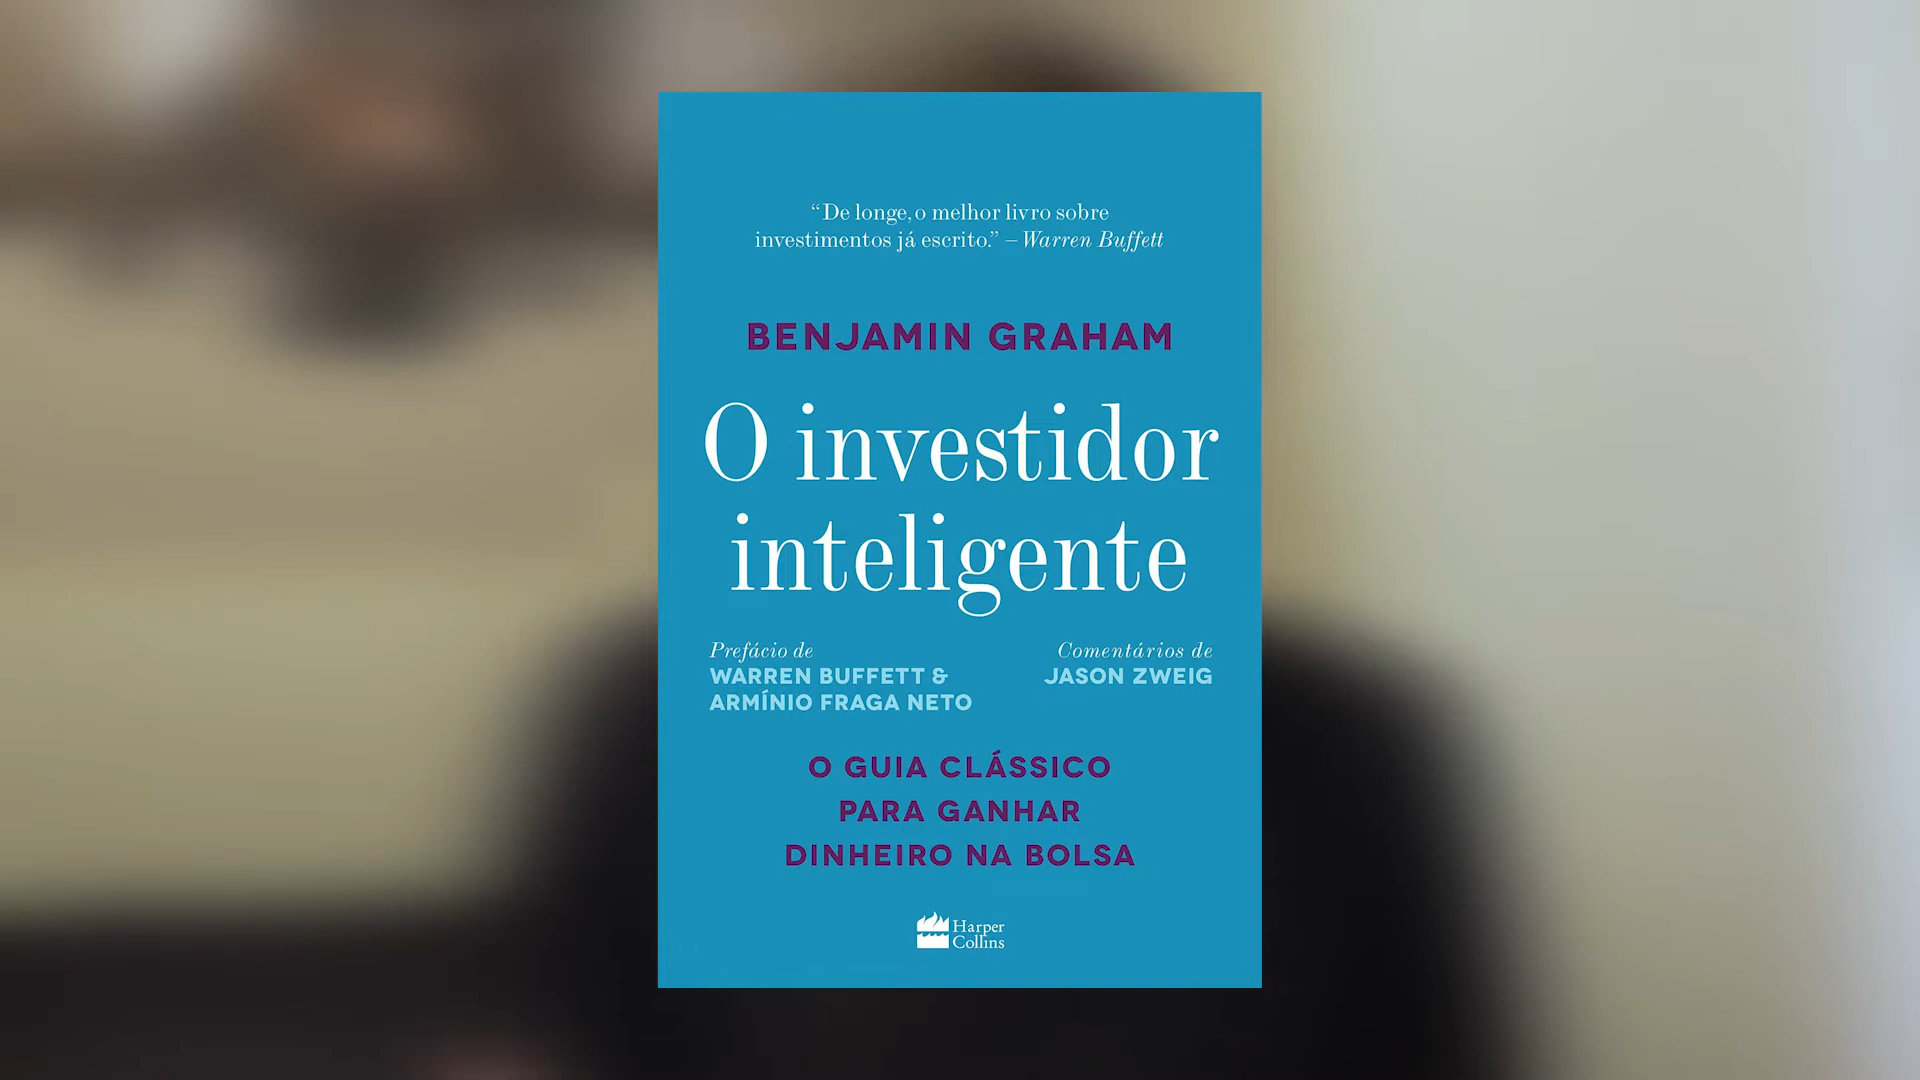 “De longe, o melhor livro sobre
investimentos já escrito.” – Warren Buffett
BENJAMIN GRAHAM
O investidor
inteligente
Prefácio de
WARREN BUFFETT &
ARMÍNIO FRAGA NETO
Comentários de
JASON ZWEIG
O GUIA CLÁSSICO
PARA GANHAR
DINHEIRO NA BOLSA
Harper
Collins